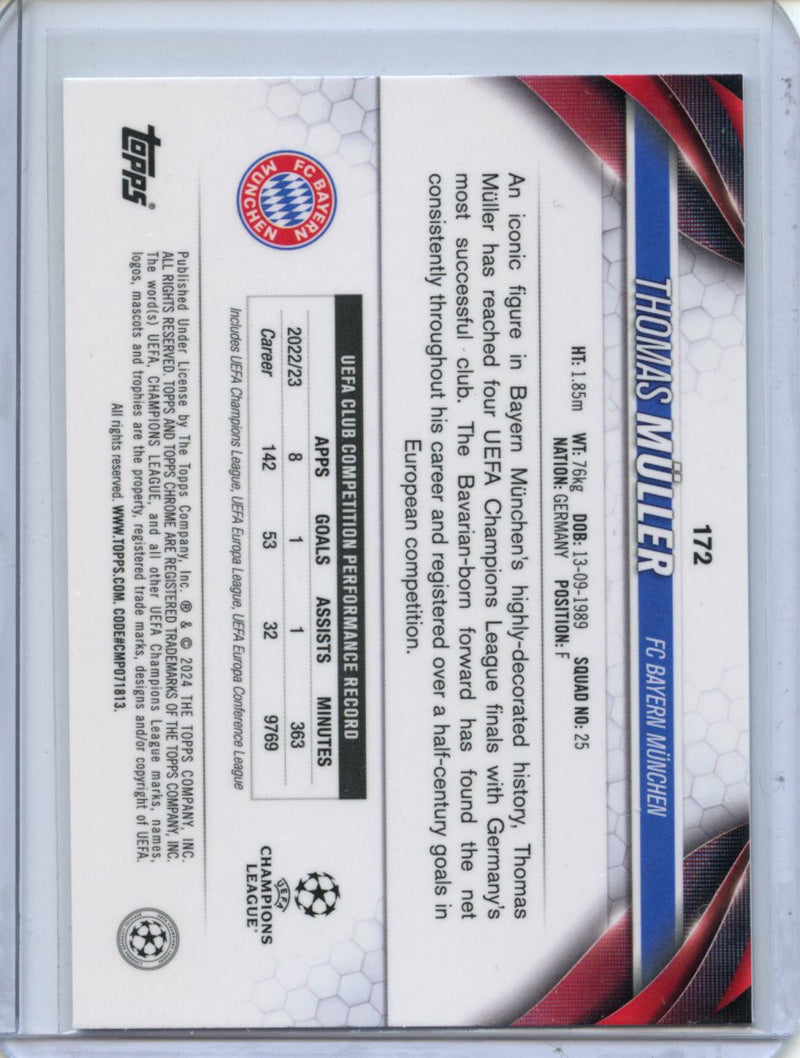 172
THOMAS MÜLLER FC BAYERN MÜNCHEN
HT: 1.85m WT: 76kg DOB: 13-09-1989 SQUAD NO: 25
NATION: GERMANY POSITION: F
An iconic figure in Bayern München's highly-decorated history, Thomas
Müller has reached four UEFA Champions League finals with Germany's
most successful club. The Bavarian-born forward has found the net
consistently throughout his career and registered over a half-century goals in
European competition.
FC BAYERN
MÜNCHEN
UEFA CLUB COMPETITION PERFORMANCE RECORD
APPS GOALS ASSISTS MINUTES
2022/23 8 1 1 363
Career 142 53 32 9769
Includes UEFA Champions League, UEFA Europa League, UEFA Europa Conference League
UEFA
CHAMPIONS
LEAGUE®
topps®
Published Under License by The Topps Company, Inc. ® & © 2024 THE TOPPS COMPANY, INC.
ALL RIGHTS RESERVED. TOPPS AND TOPPS CHROME ARE REGISTERED TRADEMARKS OF THE TOPPS COMPANY, INC.
The word(s) UEFA, CHAMPIONS LEAGUE, and all other UEFA Champions League marks, names,
logos, mascots and trophies are the property, registered trade marks, designs and/or copyright of UEFA.
All rights reserved. WWW.TOPPS.COM. CODE#CMP071813.